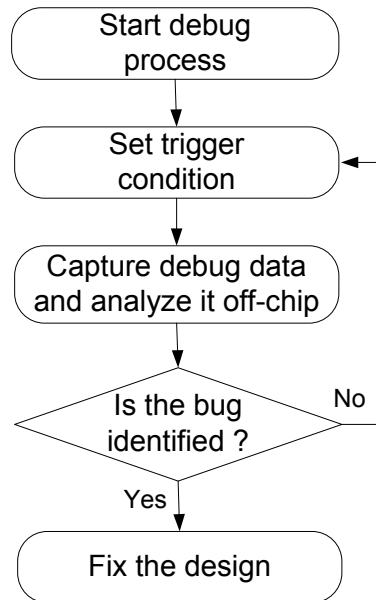 Start debug
process
Set trigger
condition
Capture debug data
and analyze it off-chip
Is the bug
identified ?
No
Yes
Fix the design